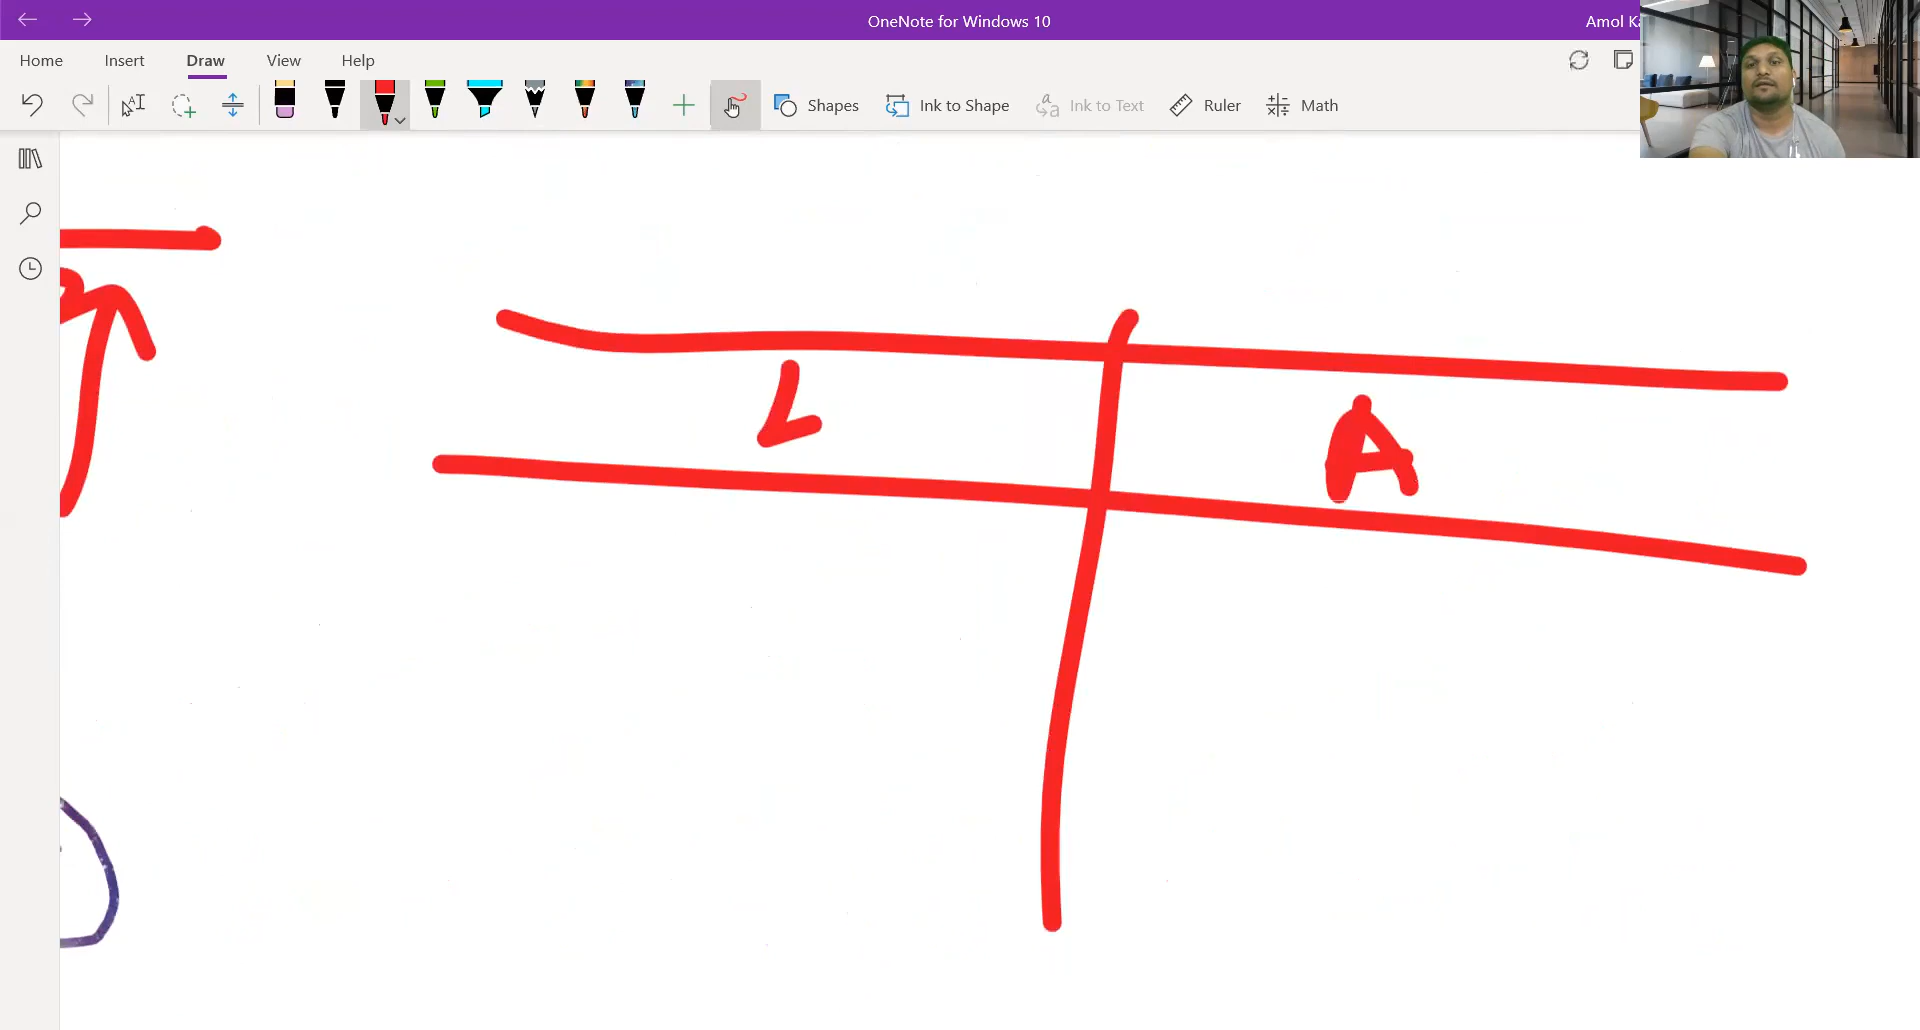 OneNote for Windows 10
Amol Ka
Home Insert Draw View Help
Shapes Ink to Shape Ink to Text Ruler Math
L A